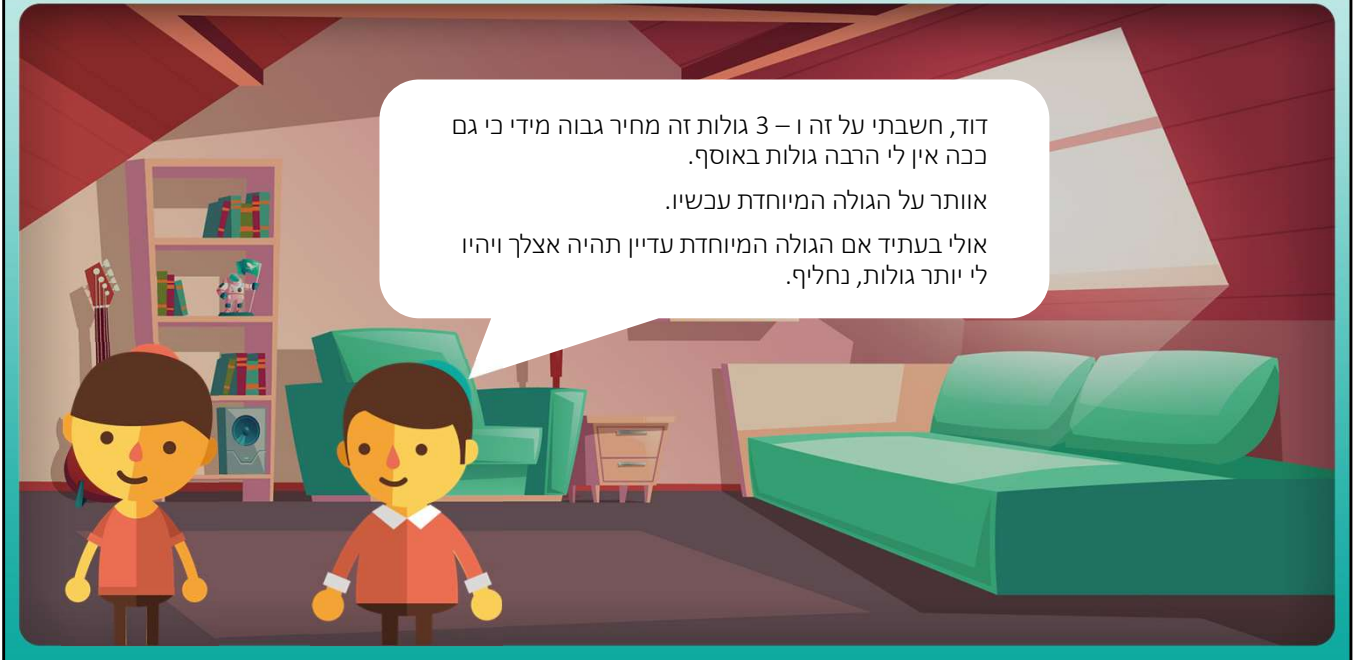 דוד, חשבתי על זה ו – 3 גולות זה מחיר גבוה מידי כי גם
ככה אין לי הרבה גולות באוסף.
אוותר על הגולה המיוחדת עכשיו.
אולי בעתיד אם הגולה המיוחדת עדיין תהיה אצלך ויהיו
לי יותר גולות, נחליף.